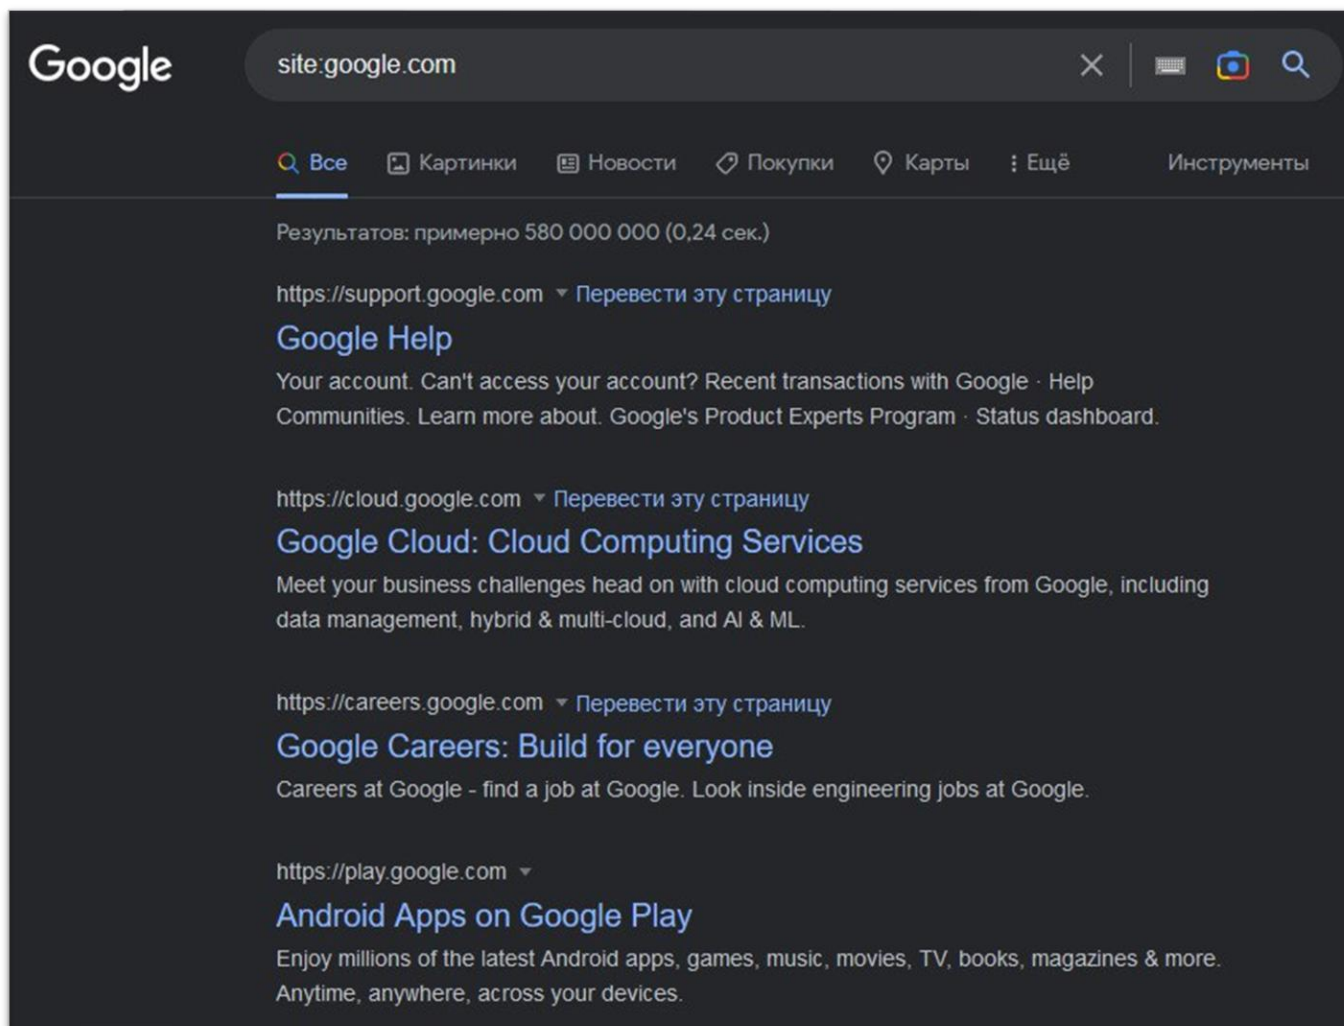 Google
site:google.com
Все Картинки Новости Покупки Карты Ещё Инструменты
Результатов: примерно 580 000 000 (0,24 сек.)
https://support.google.com Перевести эту страницу
Google Help
Your account. Can't access your account? Recent transactions with Google · Help
Communities. Learn more about. Google's Product Experts Program · Status dashboard.
https://cloud.google.com Перевести эту страницу
Google Cloud: Cloud Computing Services
Meet your business challenges head on with cloud computing services from Google, including
data management, hybrid & multi-cloud, and AI & ML.
https://careers.google.com Перевести эту страницу
Google Careers: Build for everyone
Careers at Google - find a job at Google. Look inside engineering jobs at Google.
https://play.google.com
Android Apps on Google Play
Enjoy millions of the latest Android apps, games, music, movies, TV, books, magazines & more.
Anytime, anywhere, across your devices.